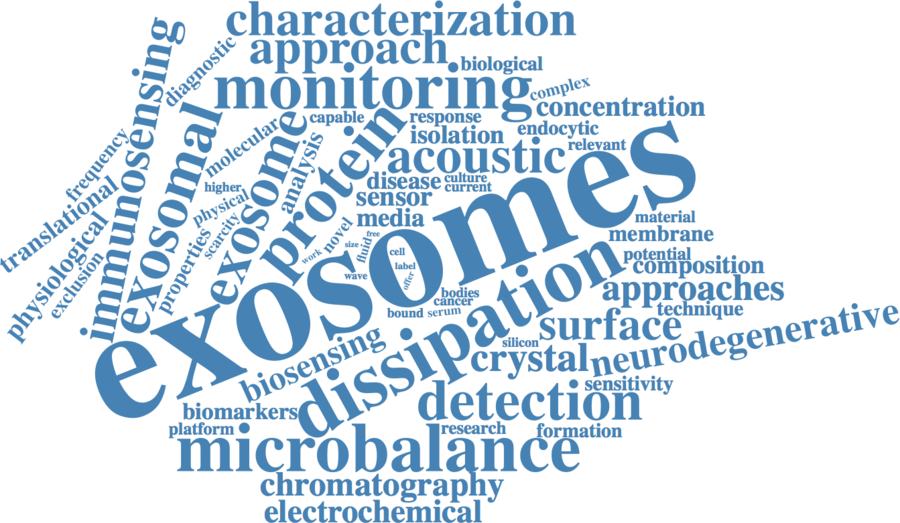 characterization
approach
immunosensing
diagnostic
biological
monitoring
complex
concentration
capable
response
endocytic
exosomal
molecular
exosome
analysis
protein
isolation
relevant
acoustic
exosomes
frequency
translational
physiological
exclusion
higher
physical
scarcity
properties
disease
culture
current
sensor
media
novel
work
size
free
fluid
wave
cell
label
offer
material
membrane
potential
composition
approaches
technique
bodies
cancer
bound
serum
dissipation
surface
silicon
crystal
neurodegenerative
biosensing
sensitivity
detection
biomarkers
platform
research
formation
microbalance
chromatography
electrochemical